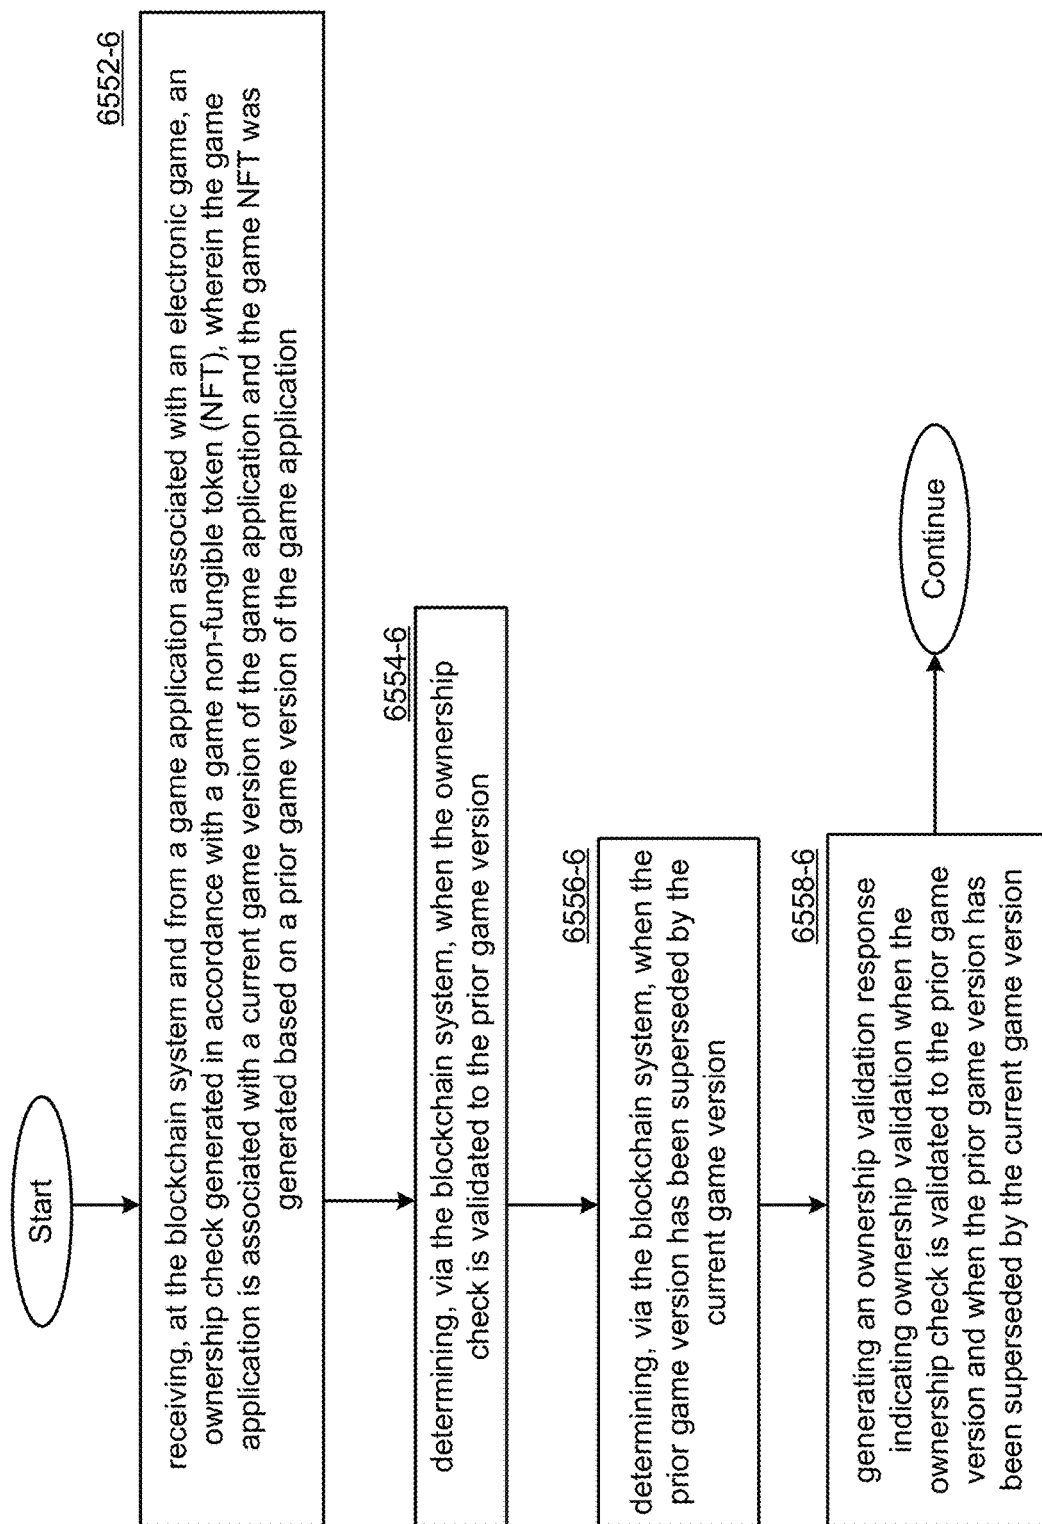 Start
6552-6
receiving, at the blockchain system and from a game application associated with an electronic game, an
ownership check generated in accordance with a game non-fungible token (NFT), wherein the game
application is associated with a current game version of the game application and the game NFT was
generated based on a prior game version of the game application
6554-6
determining, via the blockchain system, when the ownership
check is validated to the prior game version
6556-6
determining, via the blockchain system, when the
prior game version has been superseded by the
current game version
6558-6
generating an ownership validation response
indicating ownership validation when the
ownership check is validated to the prior game
version and when the prior game version has
been superseded by the current game version
Continue